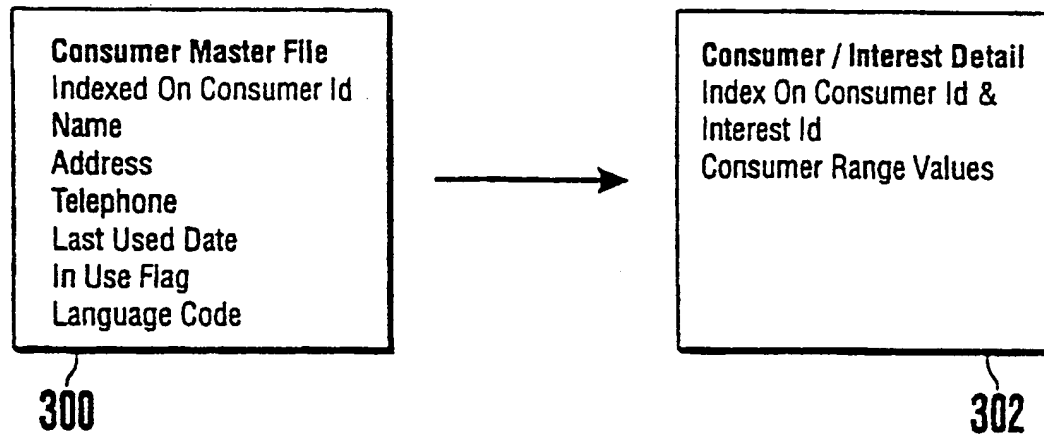 Consumer Master File
Indexed On Consumer Id
Name
Address
Telephone
Last Used Date
In Use Flag
Language Code
300
Consumer / Interest Detail
Index On Consumer Id &
Interest Id
Consumer Range Values
302